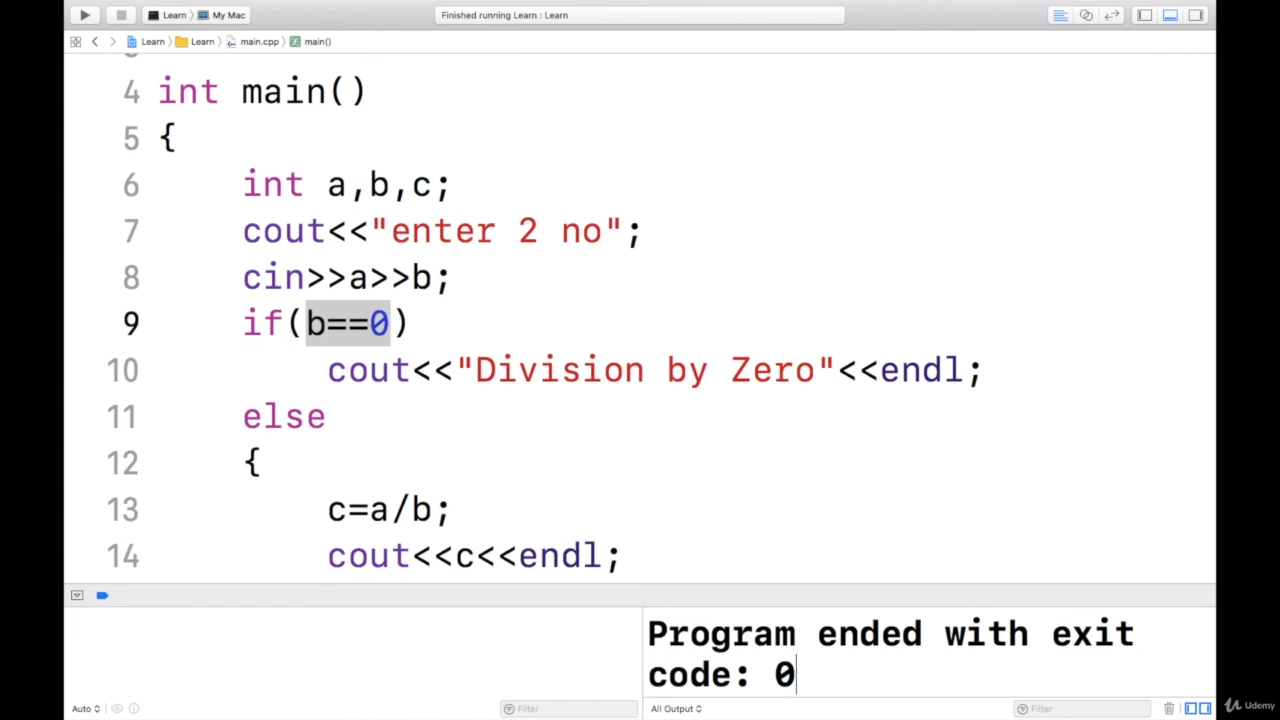 Learn My Mac Finished running Learn : Learn
Learn Learn main.cpp main()
4 int main()
5 {
6 int a,b,c;
7 cout<<"enter 2 no";
8 cin>>a>>b;
9 if(b==0)
10 cout<<"Division by Zero"<<endl;
11 else
12 {
13 c=a/b;
14 cout<<c<<endl;
Program ended with exit
code: 0
Auto Filter All Output Filter
Udemy